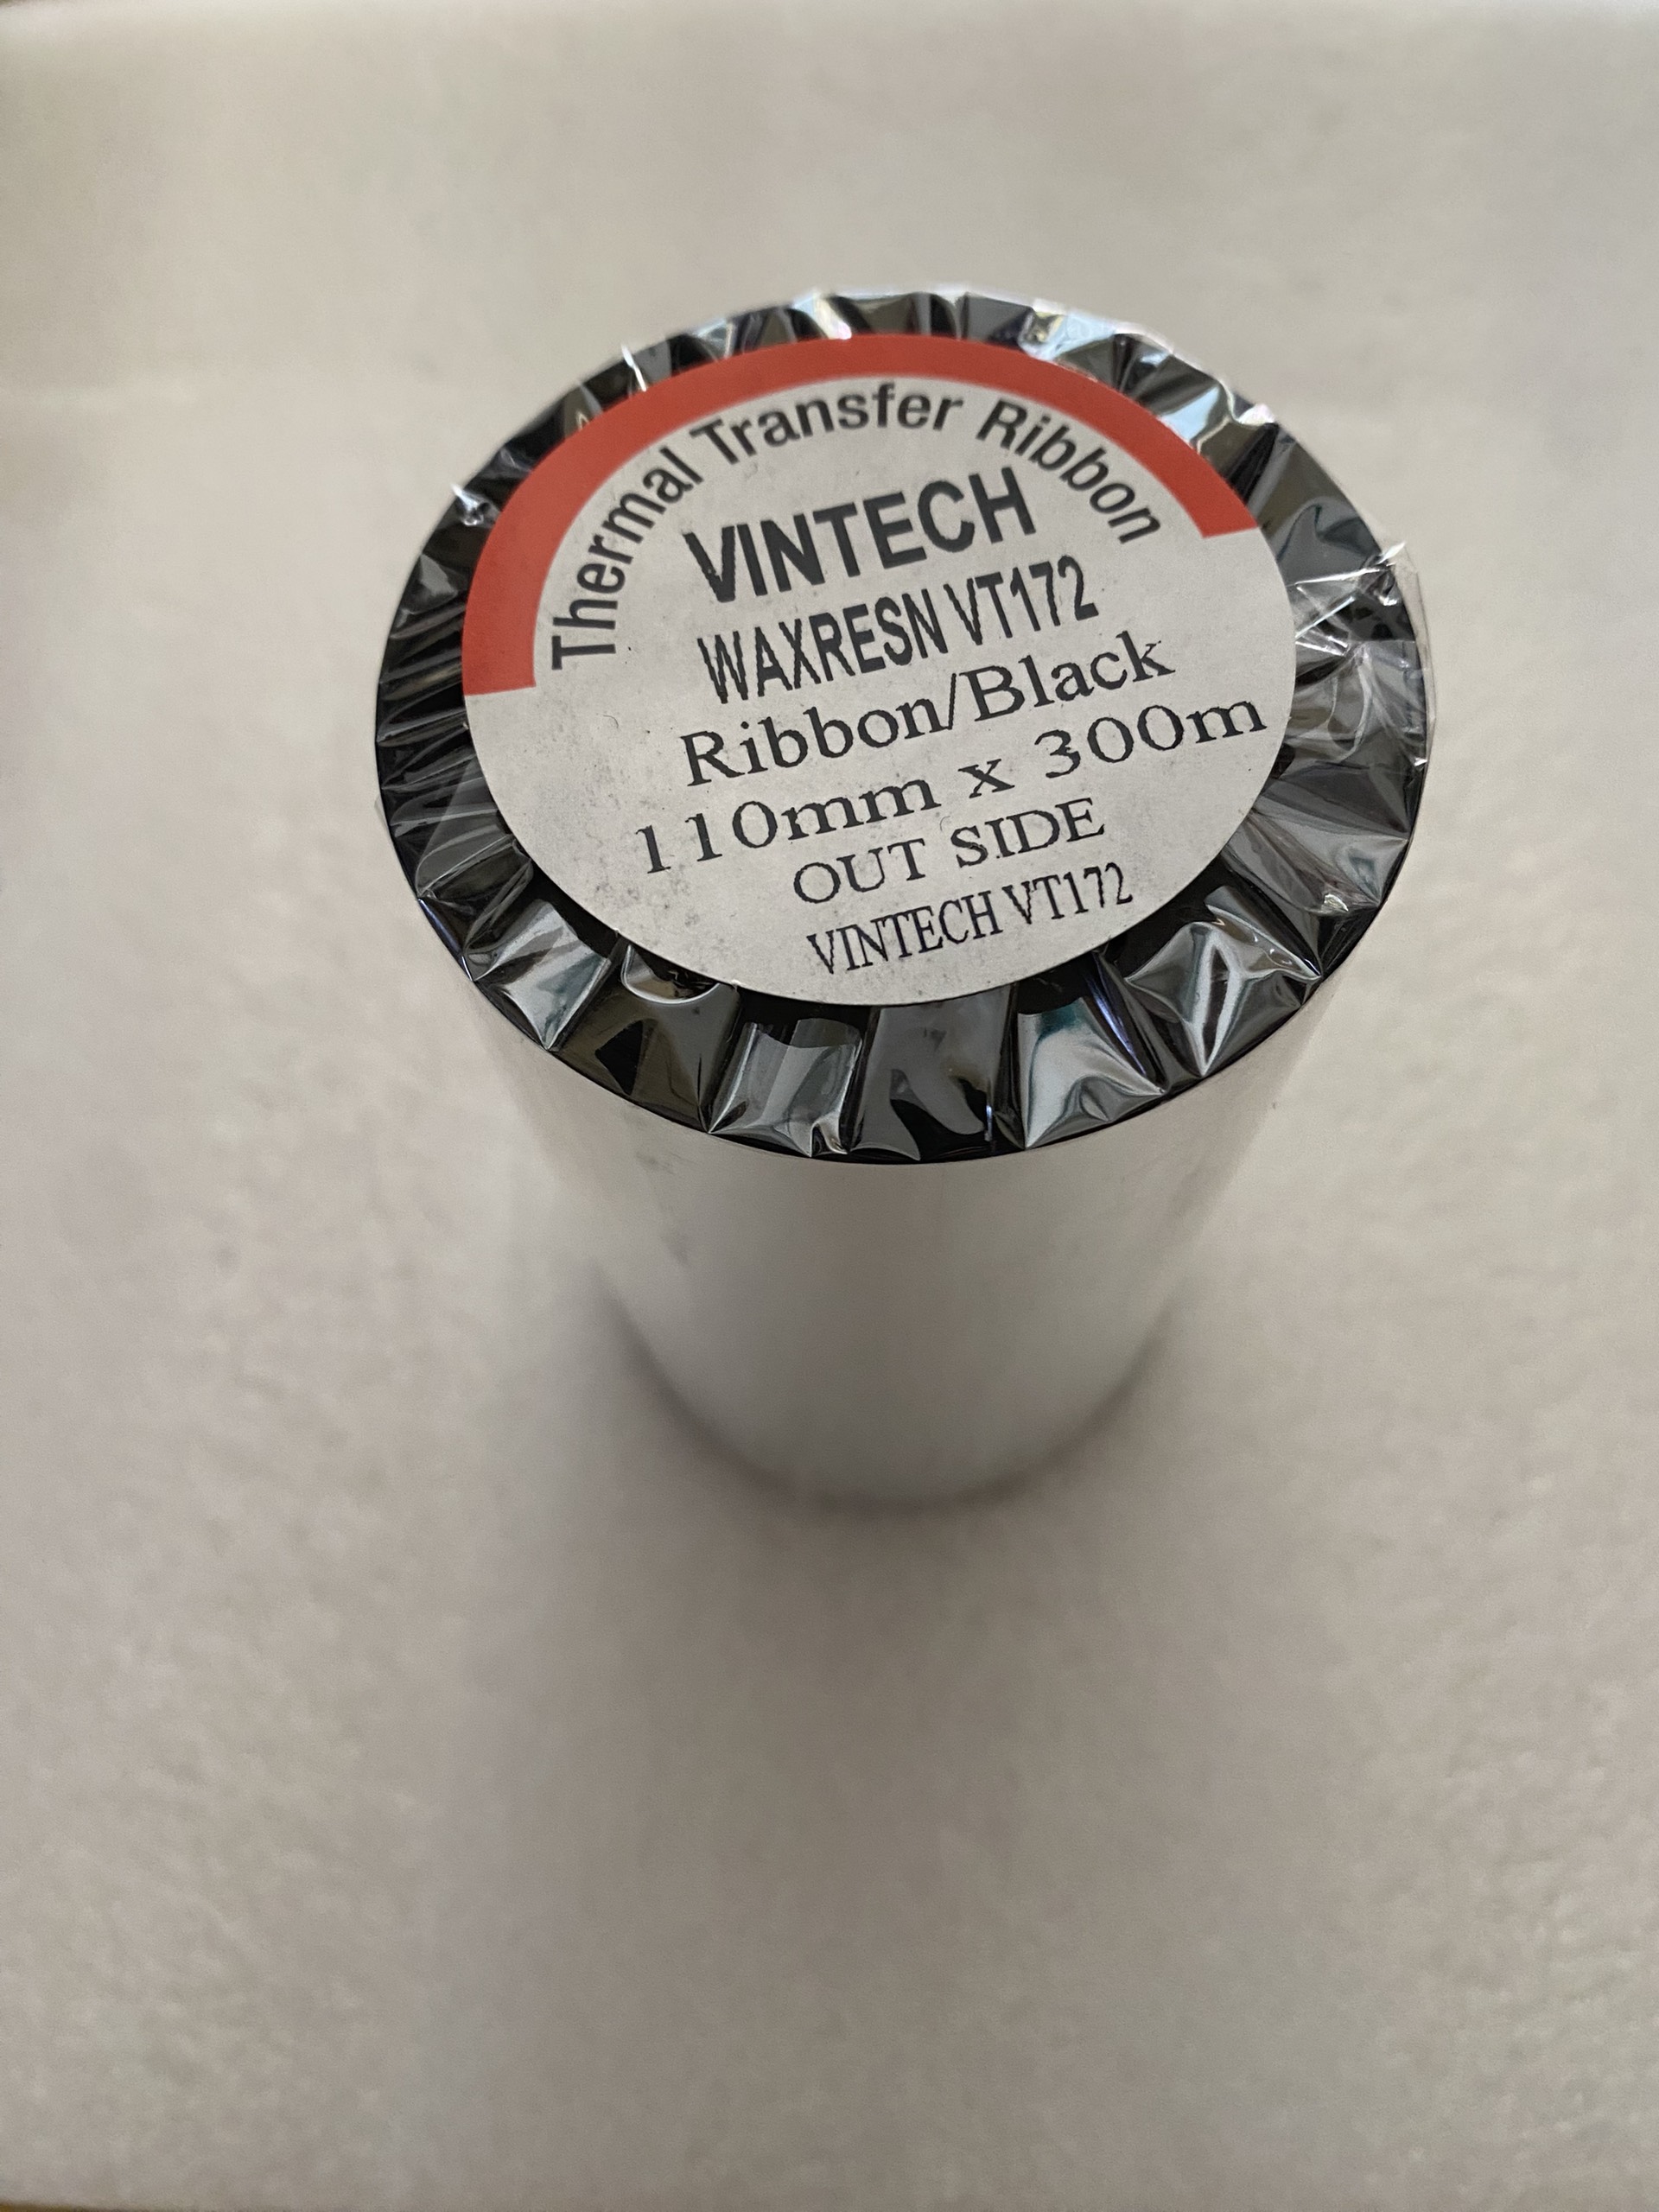 Thermal Transfer Ribbon
VINTECH
WAXRESN VT172
Ribbon/Black
110mm x 300m
OUT SIDE
VINTECH VT172